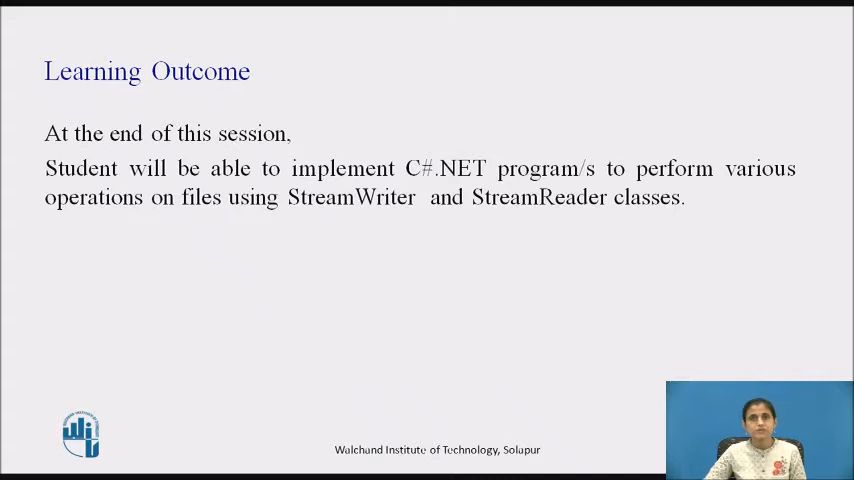 Learning Outcome
At the end of this session,
Student will be able to implement C#.NET program/s to perform various
operations on files using StreamWriter and StreamReader classes.
Walchand Institute of Technology, Solapur